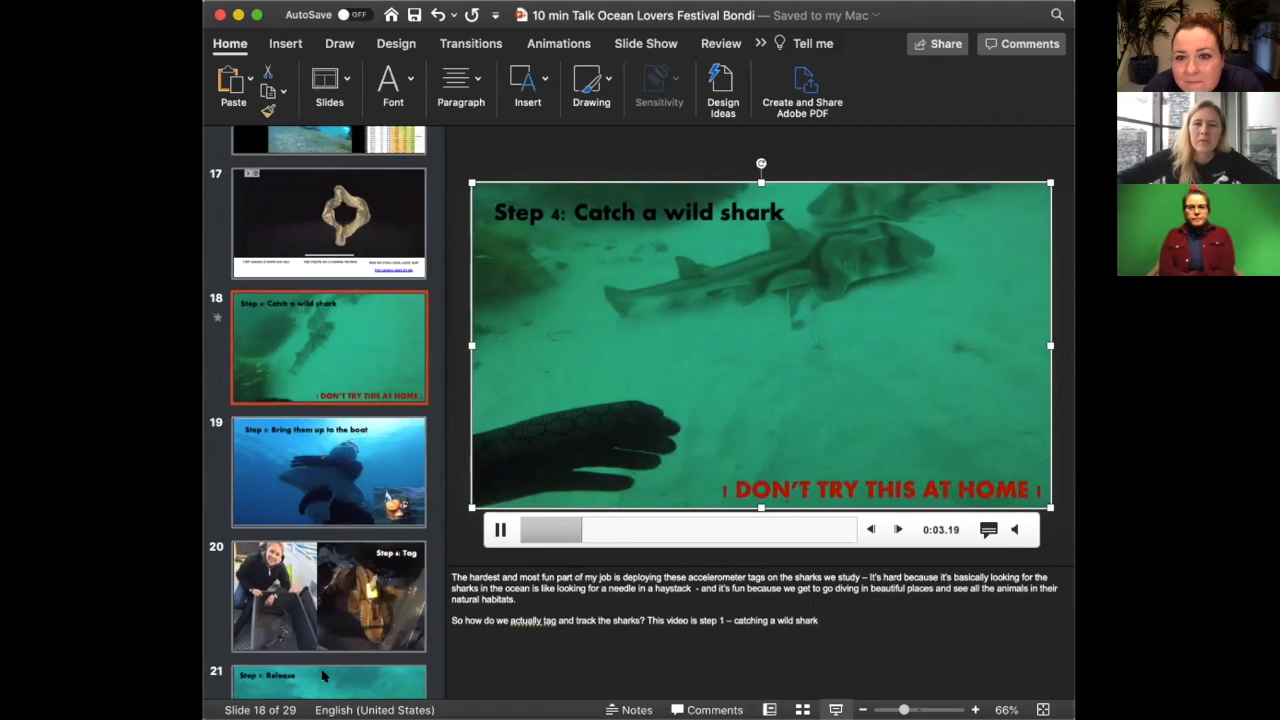 AutoSave OFF
10 min Talk Ocean Lovers Festival Bondi — Saved to my Mac
Home Insert Draw Design Transitions Animations Slide Show Review Tell me Share Comments
Paste Slides Font Paragraph Insert Drawing Sensitivity Design Ideas Create and Share Adobe PDF
17
18
Step 4: Catch a wild shark
! DON'T TRY THIS AT HOME !
19
Step 5: Bring them up to the boat
20
Step 6: Tag
21
Step 7: Release
Step 4: Catch a wild shark
! DON'T TRY THIS AT HOME !
0:03.19
The hardest and most fun part of my job is deploying these accelerometer tags on the sharks we study – It's hard because it's basically looking for the
sharks in the ocean is like looking for a needle in a haystack - and it's fun because we get to go diving in beautiful places and see all the animals in their
natural habitats.
So how do we actually tag and track the sharks? This video is step 1 – catching a wild shark
Slide 18 of 29 English (United States) Notes Comments 66%